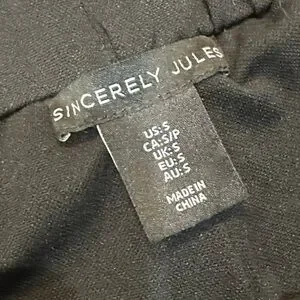 SINCERELY JULES
US:S
CA:S/P
UK:S
EU:S
AU:S
MADE IN
CHINA